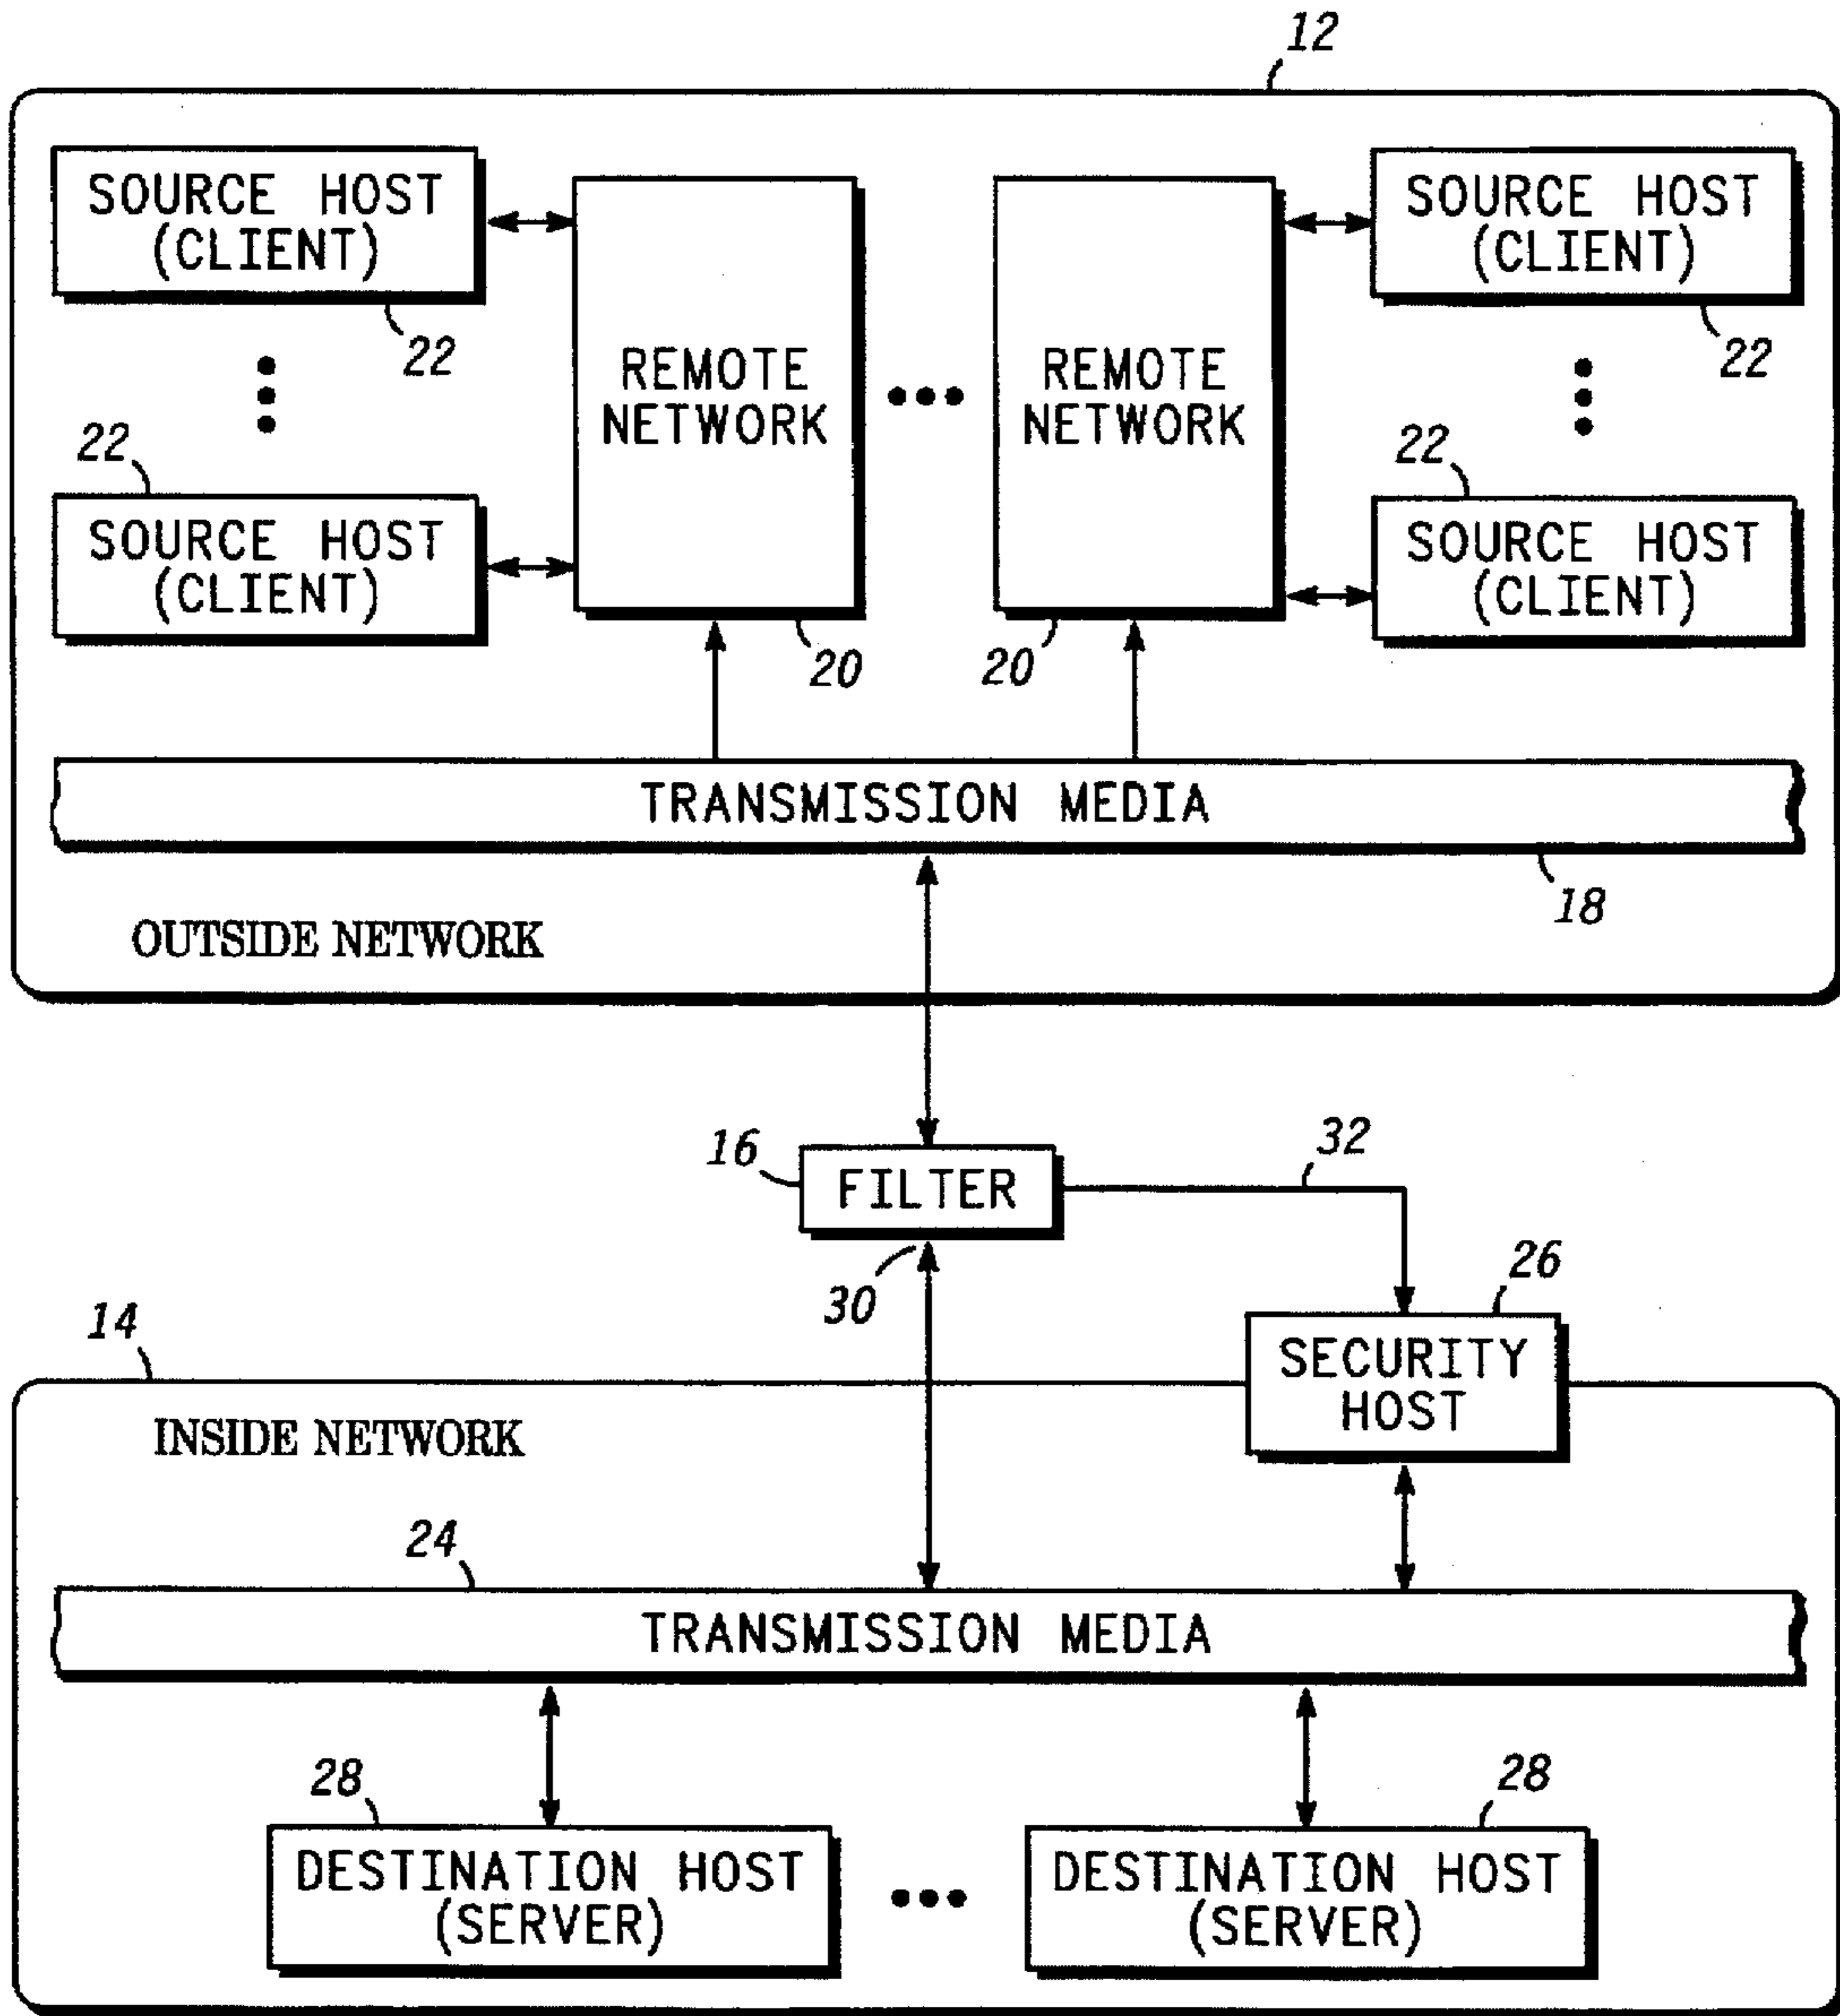 12
SOURCE HOST
(CLIENT)
22
REMOTE
NETWORK
REMOTE
NETWORK
SOURCE HOST
(CLIENT)
22
22
SOURCE HOST
(CLIENT)
20
20
22
SOURCE HOST
(CLIENT)
TRANSMISSION MEDIA
18
OUTSIDE NETWORK
16
FILTER
32
30
26
SECURITY
HOST
14
INSIDE NETWORK
24
TRANSMISSION MEDIA
28
DESTINATION HOST
(SERVER)
28
DESTINATION HOST
(SERVER)